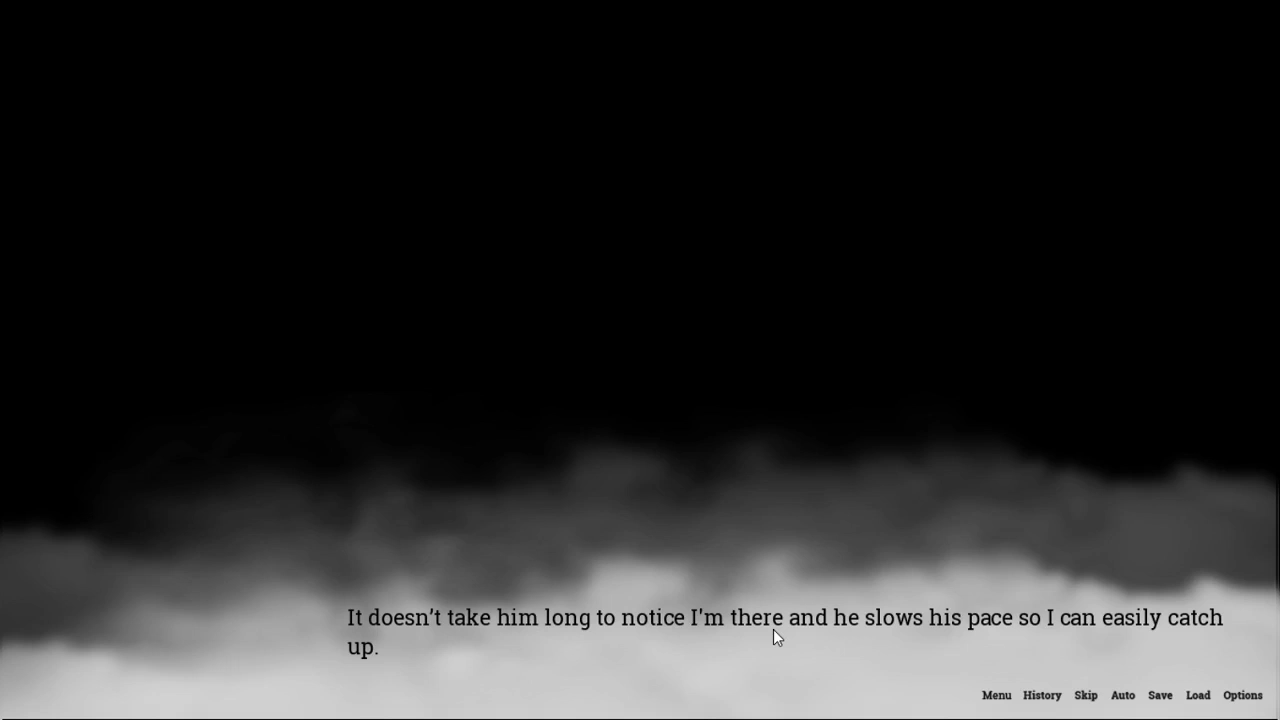 It doesn’t take him long to notice I'm there and he slows his pace so I can easily catch
up.
Menu History Skip Auto Save Load Options